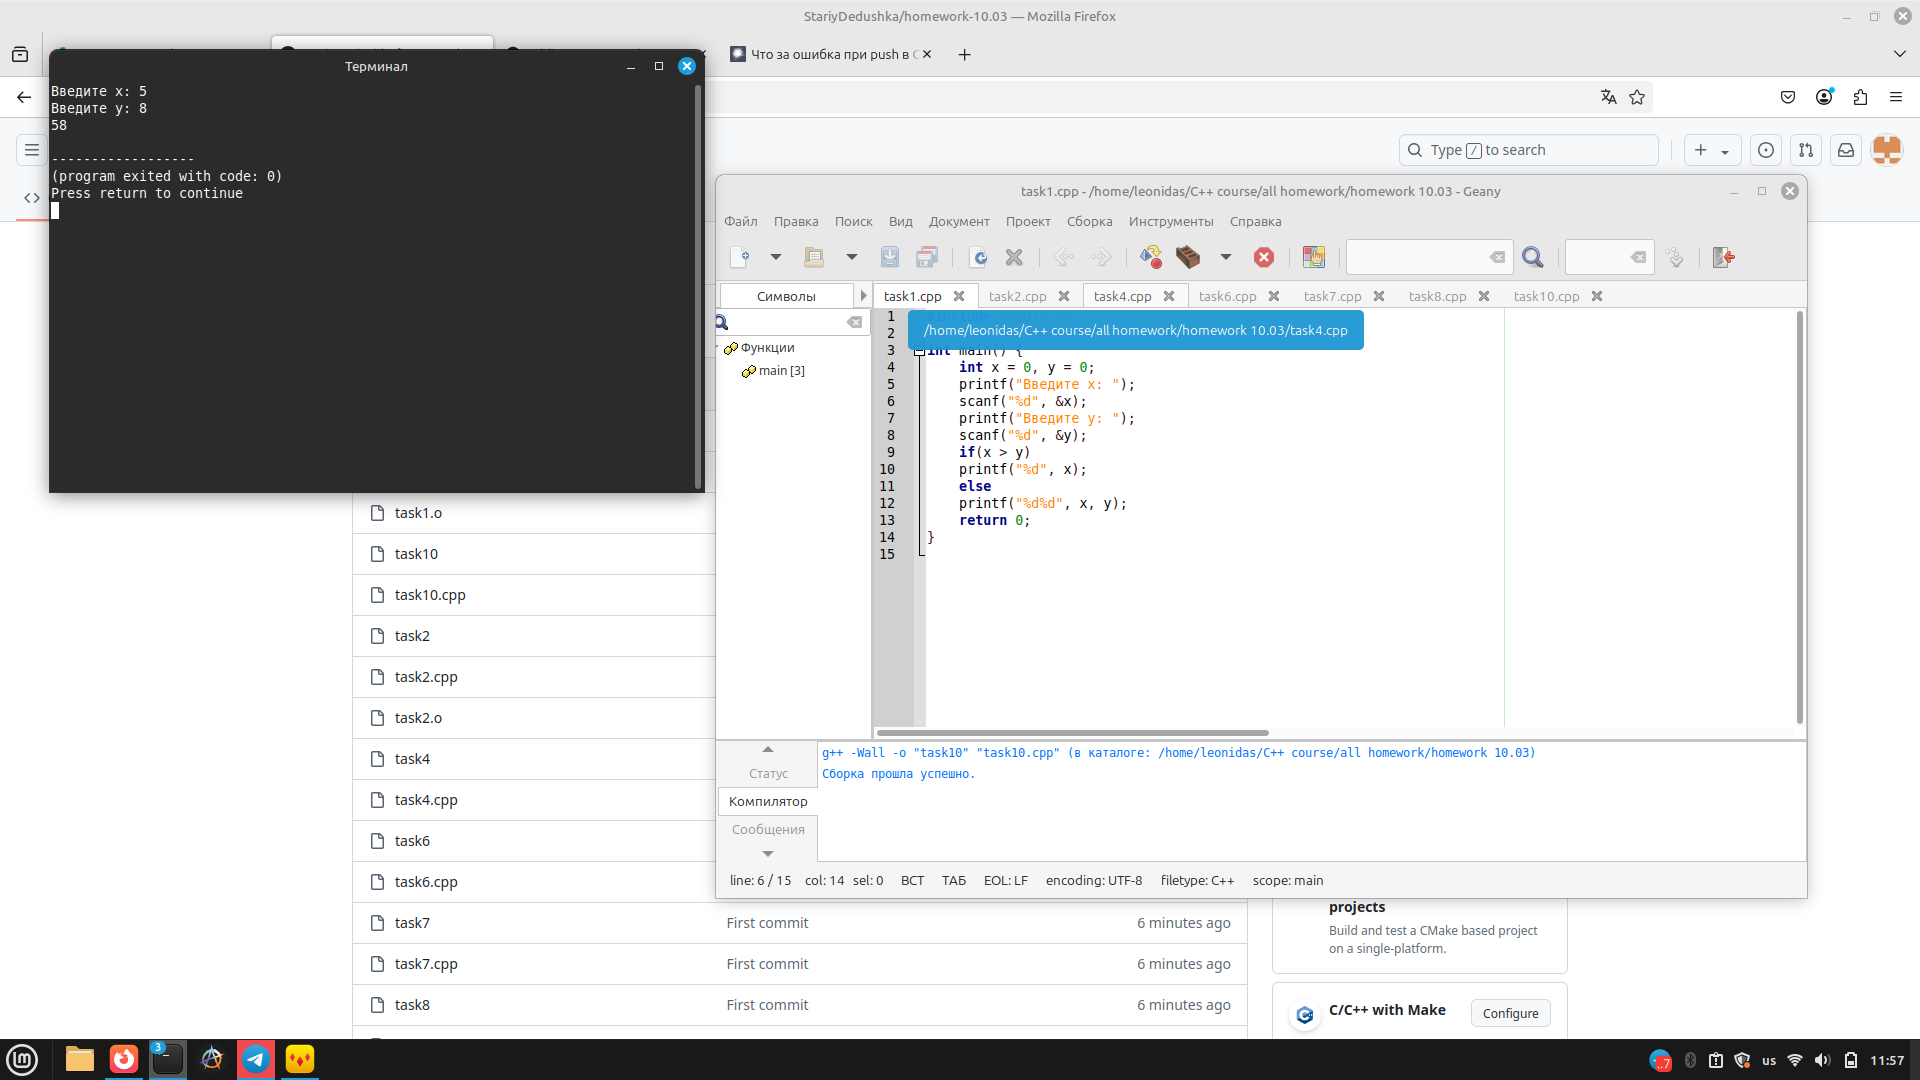 StariyDedushka/homework-10.03 — Mozilla Firefox
Что за ошибка при push в
Терминал
Введите x: 5
Введите y: 8
58
------------------
(program exited with code: 0)
Press return to continue
Type / to search
task1.cpp - /home/leonidas/C++ course/all homework/homework 10.03 - Geany
Файл Правка Поиск Вид Документ Проект Сборка Инструменты Справка
Символы
task1.cpp task2.cpp task4.cpp task6.cpp task7.cpp task8.cpp task10.cpp
/home/leonidas/C++ course/all homework/homework 10.03/task4.cpp
Функции
main [3]
1
2
3 int main() {
4 int x = 0, y = 0;
5 printf("Введите x: ");
6 scanf("%d", &x);
7 printf("Введите y: ");
8 scanf("%d", &y);
9 if(x > y)
10 printf("%d", x);
11 else
12 printf("%d%d", x, y);
13 return 0;
14 }
15
Статус
Компилятор
Сообщения
g++ -Wall -o "task10" "task10.cpp" (в каталоге: /home/leonidas/C++ course/all homework/homework 10.03)
Сборка прошла успешно.
line: 6 / 15 col: 14 sel: 0 ВСТ ТАБ EOL: LF encoding: UTF-8 filetype: C++ scope: main
task1.o
task10
task10.cpp
task2
task2.cpp
task2.o
task4
task4.cpp
task6
task6.cpp
task7 First commit 6 minutes ago
task7.cpp First commit 6 minutes ago
task8 First commit 6 minutes ago
projects
Build and test a CMake based project
on a single-platform.
C/C++ with Make
Configure
3
us
11:57